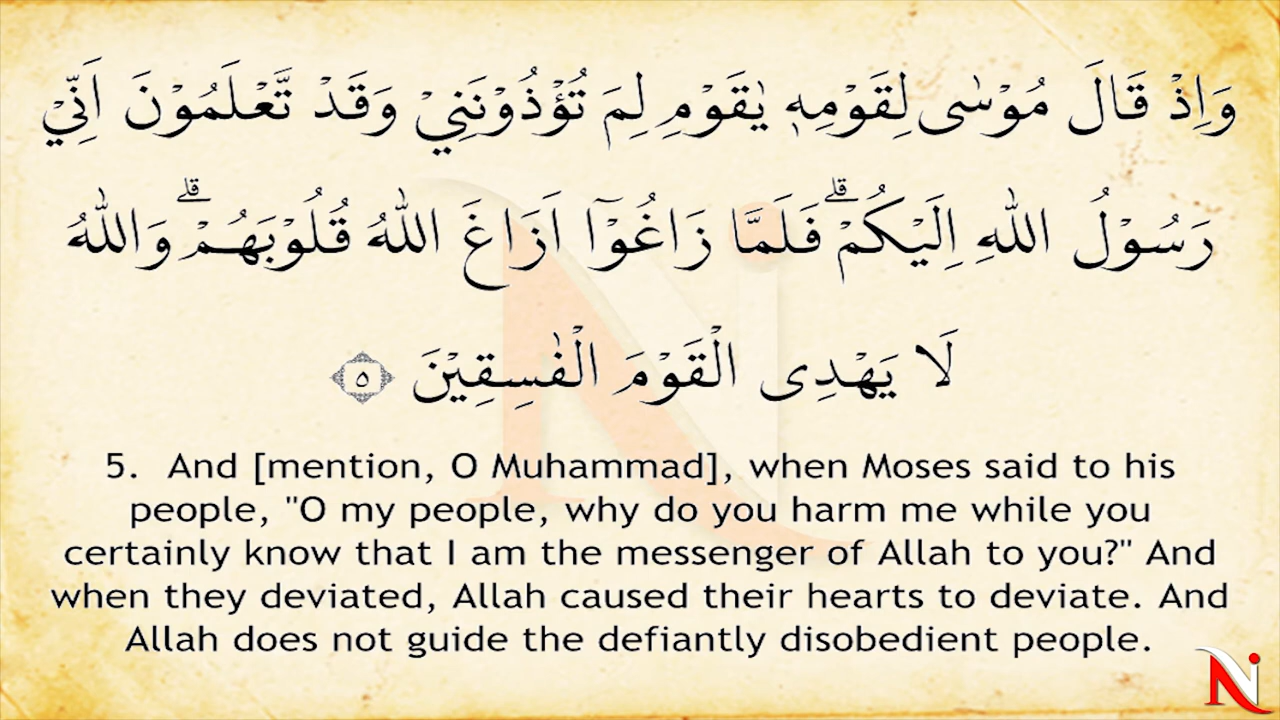 وَاِذْ قَالَ مُوْسٰى لِقَوْمِهٖ يٰقَوْمِ لِمَ تُؤْذُوْنَنِيْ وَقَدْ تَّعْلَمُوْنَ اَنِّيْ
رَسُوْلُ اللّٰهِ اِلَيْكُمْ ۗ فَلَمَّا زَاغُوْٓا اَزَاغَ اللّٰهُ قُلُوْبَهُمْ ۗ وَاللّٰهُ
لَا يَهْدِى الْقَوْمَ الْفٰسِقِيْنَ ۵
5. And [mention, O Muhammad], when Moses said to his
people, "O my people, why do you harm me while you
certainly know that I am the messenger of Allah to you?" And
when they deviated, Allah caused their hearts to deviate. And
Allah does not guide the defiantly disobedient people.
Ni